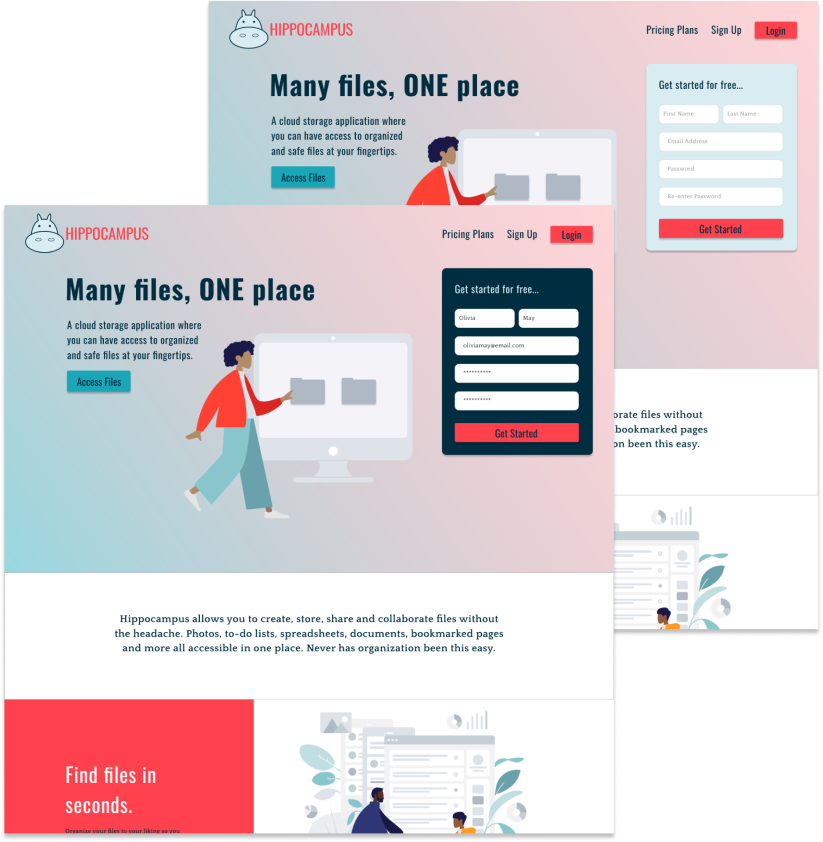 HIPPOCAMPUS
Pricing Plans Sign Up Login
Many files, ONE place
A cloud storage application where
you can have access to organized
and safe files at your fingertips.
Access Files
Get started for free...
First Name Last Name
Email Address
Password
Re-enter Password
Get Started
orate files without
bookmarked pages
on been this easy.
HIPPOCAMPUS
Pricing Plans Sign Up Login
Many files, ONE place
A cloud storage application where
you can have access to organized
and safe files at your fingertips.
Access Files
Get started for free...
Olivia May
oliviamay@email.com
**********
**********
Get Started
Hippocampus allows you to create, store, share and collaborate files without
the headache. Photos, to-do lists, spreadsheets, documents, bookmarked pages
and more all accessible in one place. Never has organization been this easy.
Find files in
seconds.
Organize your files to your liking so you